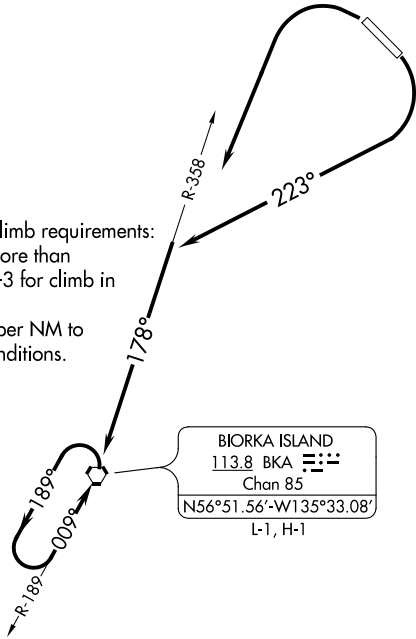 R-358
223°
limb requirements:
ore than
-3 for climb in
per NM to
nditions.
178°
BIORKA ISLAND
113.8 BKA
Chan 85
N56°51.56'-W135°33.08'
L-1, H-1
189°
009°
R-189